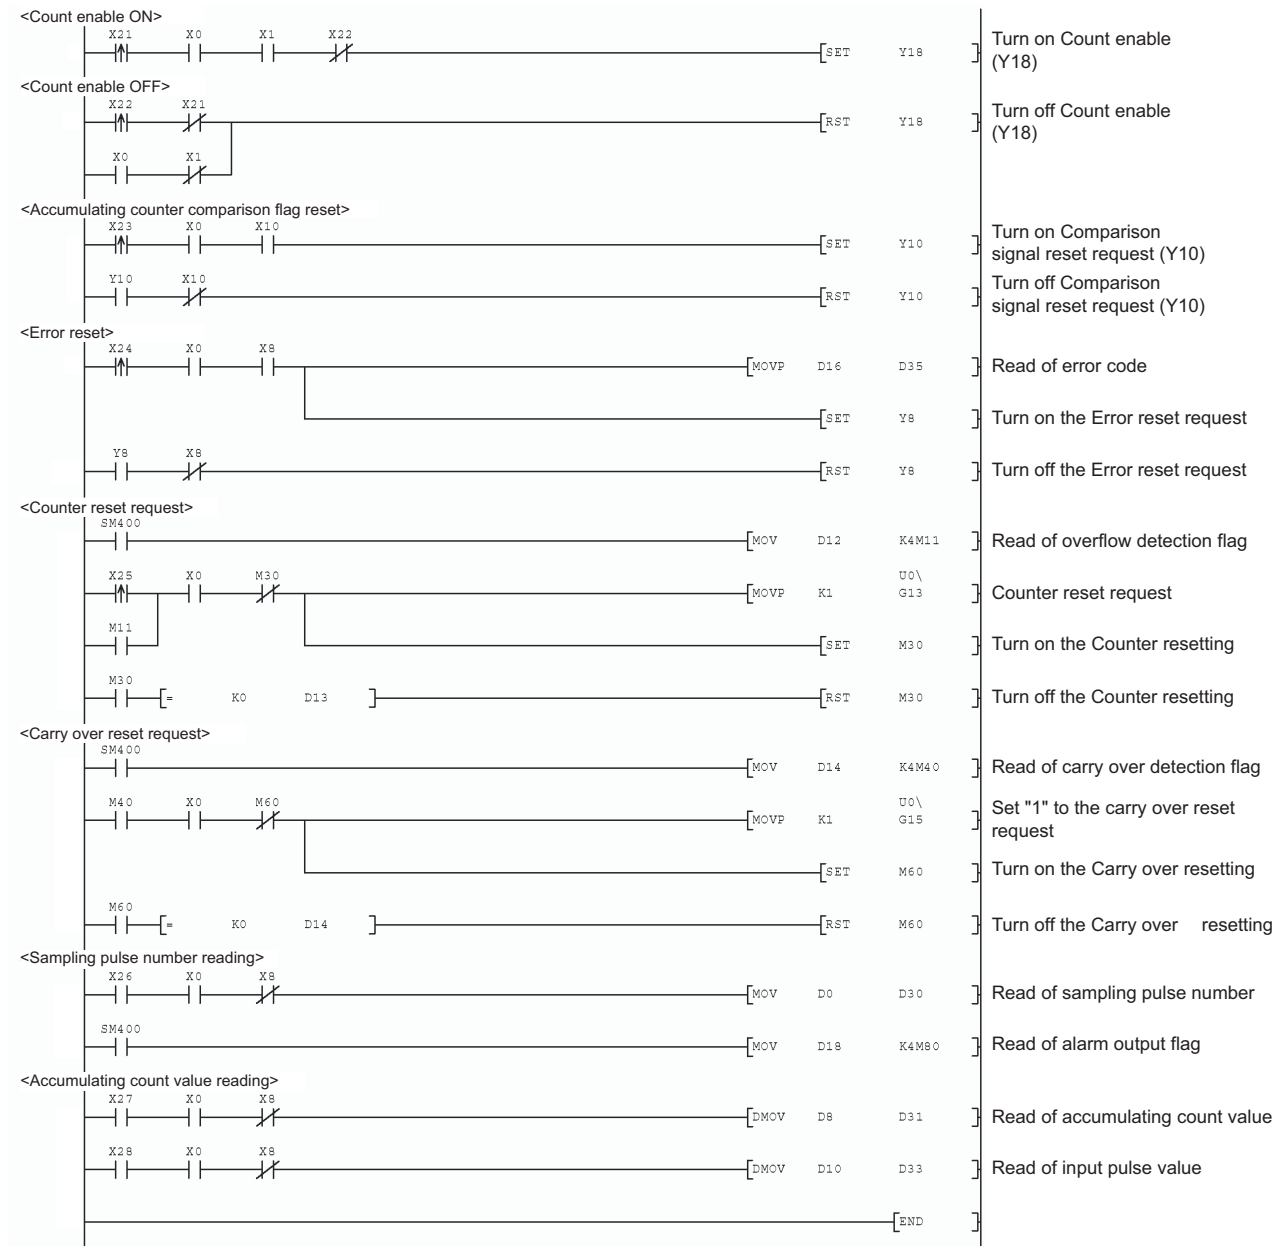 <Count enable ON>
X21 X0 X1 X22
SET Y18
Turn on Count enable
(Y18)
<Count enable OFF>
X22 X21
RST Y18
Turn off Count enable
(Y18)
X0 X1
<Accumulating counter comparison flag reset>
X23 X0 X10
SET Y10
Turn on Comparison
signal reset request (Y10)
Y10 X10
RST Y10
Turn off Comparison
signal reset request (Y10)
<Error reset>
X24 X0 X8
MOVP D16 D35 Read of error code
SET Y8 Turn on the Error reset request
Y8 X8
RST Y8 Turn off the Error reset request
<Counter reset request>
SM400
MOV D12 K4M11 Read of overflow detection flag
X25 X0 M30 U0\
MOVP K1 G13 Counter reset request
M11
SET M30 Turn on the Counter resetting
M30
= K0 D13 RST M30 Turn off the Counter resetting
<Carry over reset request>
SM400
MOV D14 K4M40 Read of carry over detection flag
M40 X0 M60 U0\
MOVP K1 G15
Set "1" to the carry over reset
request
SET M60 Turn on the Carry over resetting
M60
= K0 D14 RST M60 Turn off the Carry over resetting
<Sampling pulse number reading>
X26 X0 X8
MOV D0 D30 Read of sampling pulse number
SM400
MOV D18 K4M80 Read of alarm output flag
<Accumulating count value reading>
X27 X0 X8
DMOV D8 D31 Read of accumulating count value
X28 X0 X8
DMOV D10 D33 Read of input pulse value
END